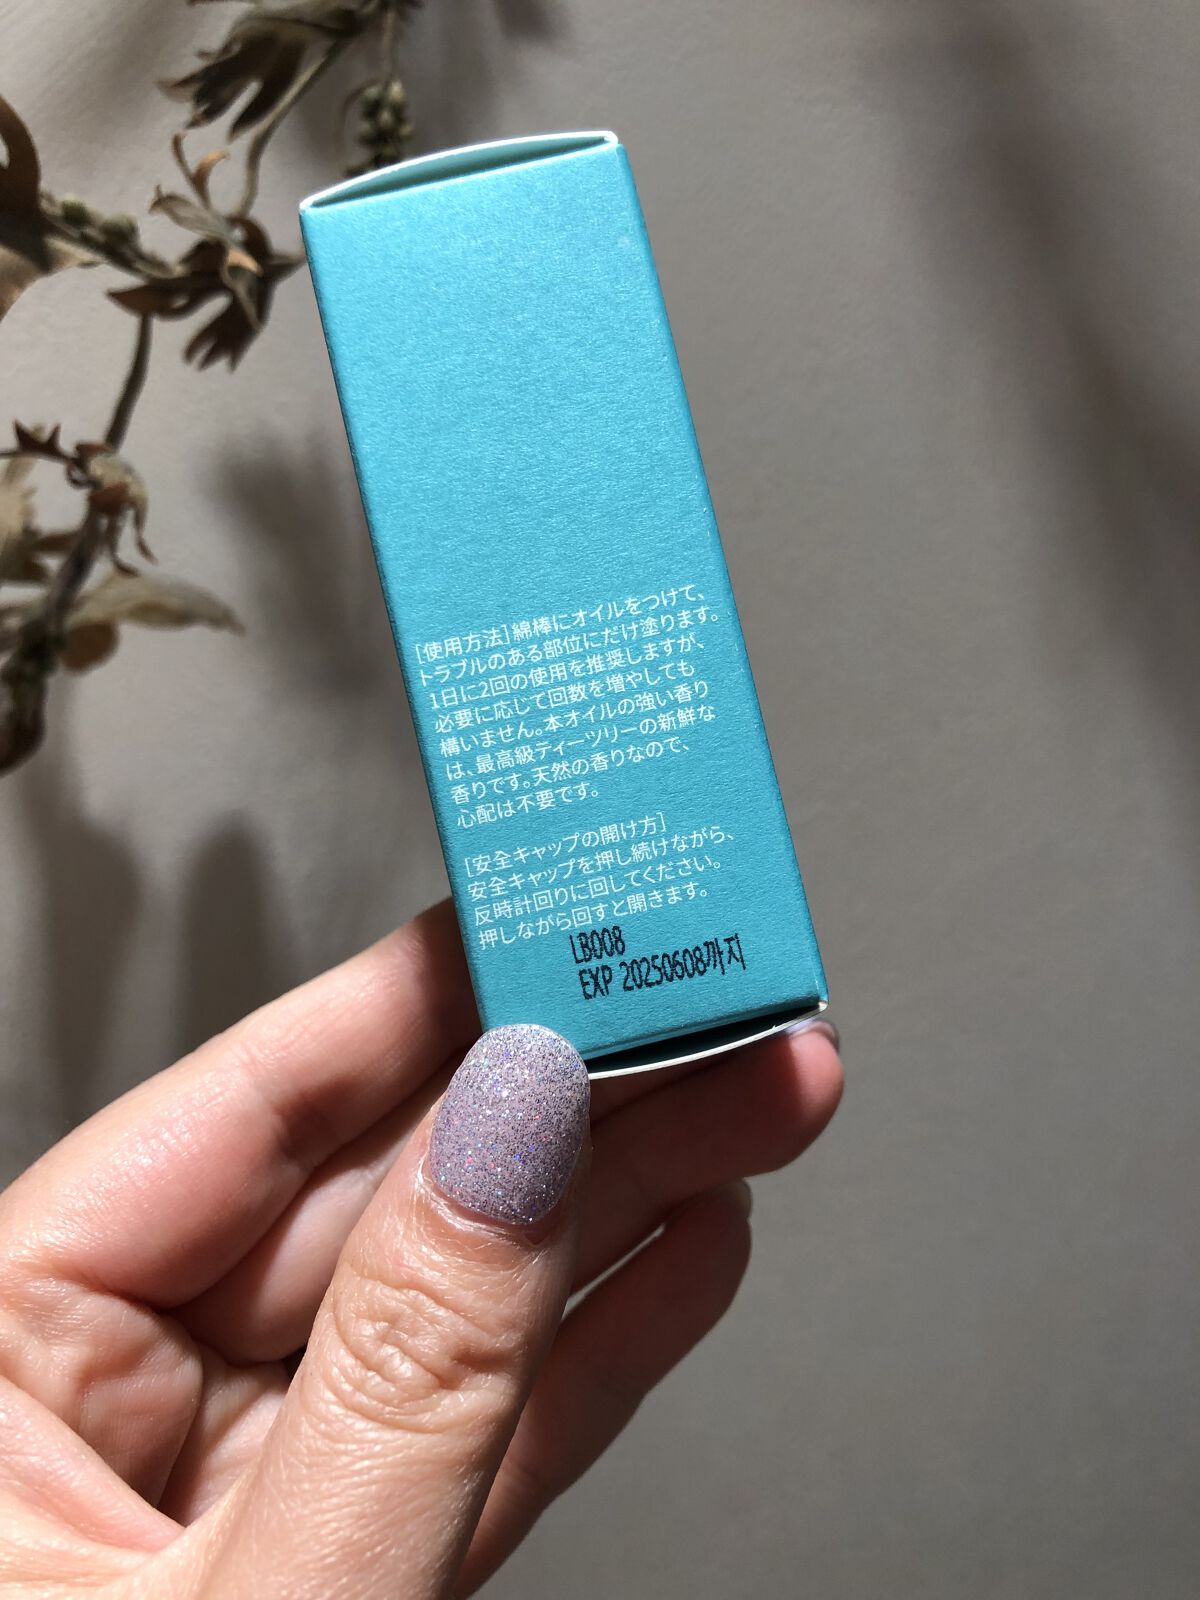 [使用方法]綿棒にオイルをつけて、
トラブルのある部位にだけ塗ります。
1日に2回の使用を推奨しますが、
必要に応じて回数を増やしても
構いません。本オイルの強い香り
は、最高級ティーツリーの新鮮な
香りです。天然の香りなので、
心配は不要です。
[安全キャップの開け方]
安全キャップを押し続けながら、
反時計回りに回してください。
押しながら回すと開きます。
LB008
EXP 20250608까지